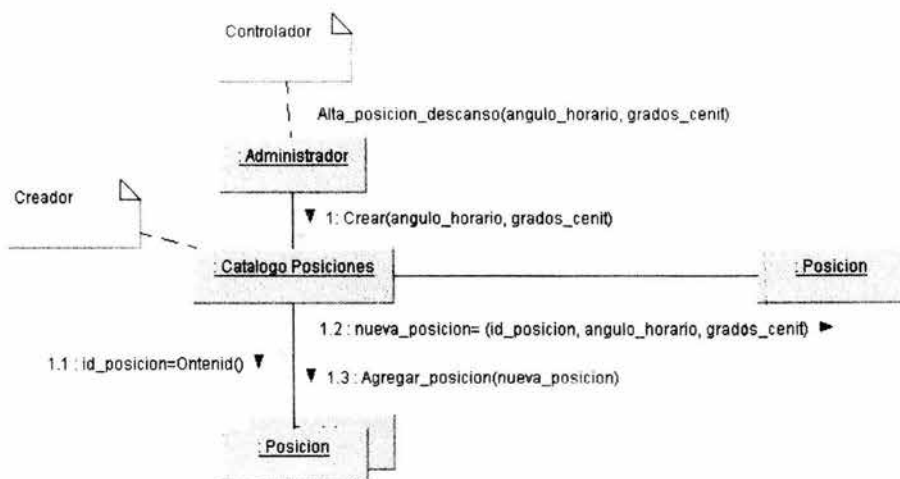 Controlador
Alta_posicion_descanso(angulo_horario, grados_cenit)
: Administrador
Creador
1: Crear(angulo_horario, grados_cenit)
: Catalogo Posiciones
: Posicion
1.2 : nueva_posicion= (id_posicion, angulo_horario, grados_cenit)
1.1 : id_posicion=Ontenid()
1.3 : Agregar_posicion(nueva_posicion)
: Posicion